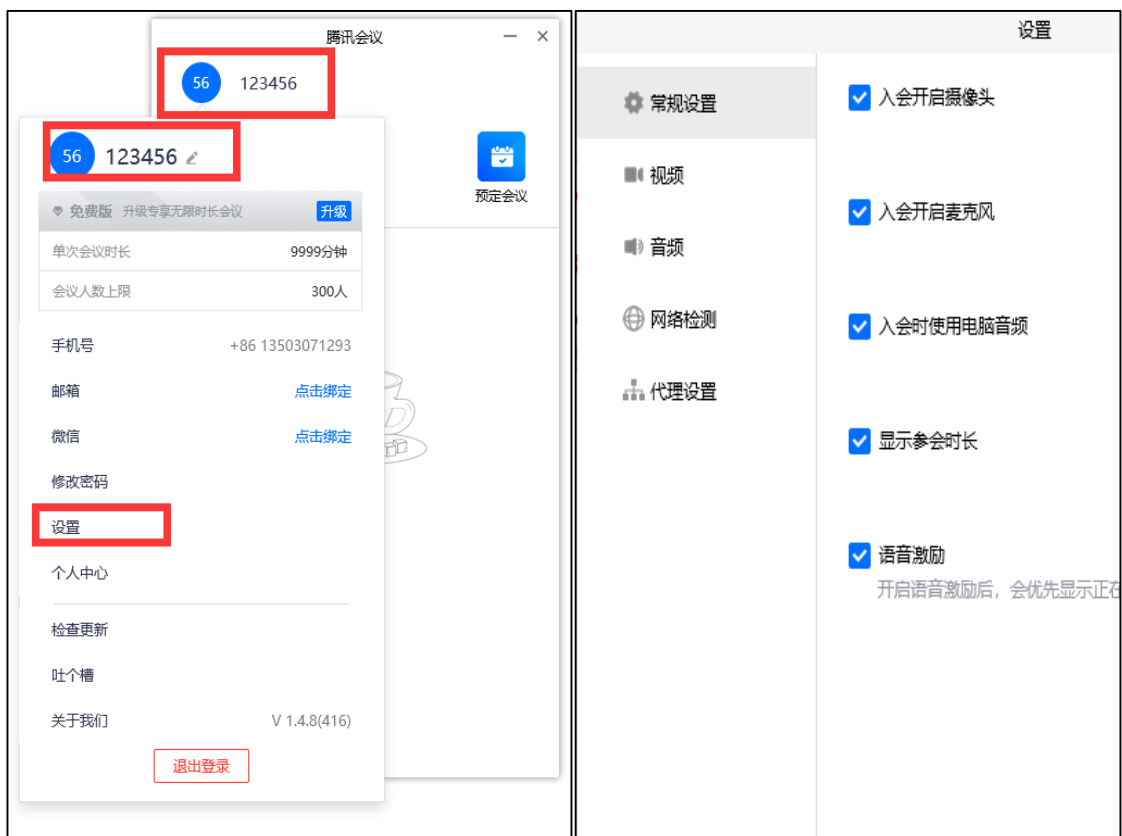 腾讯会议
56 123456
56 123456
预定会议
免费版 升级专享无限时长会议 升级
单次会议时长 9999分钟
会议人数上限 300人
手机号 +86 13503071293
邮箱 点击绑定
微信 点击绑定
修改密码
设置
个人中心
检查更新
吐个槽
关于我们 V 1.4.8(416)
退出登录
设置
常规设置
视频
音频
网络检测
代理设置
入会开启摄像头
入会开启麦克风
入会时使用电脑音频
显示参会时长
语音激励
开启语音激励后，会优先显示正在